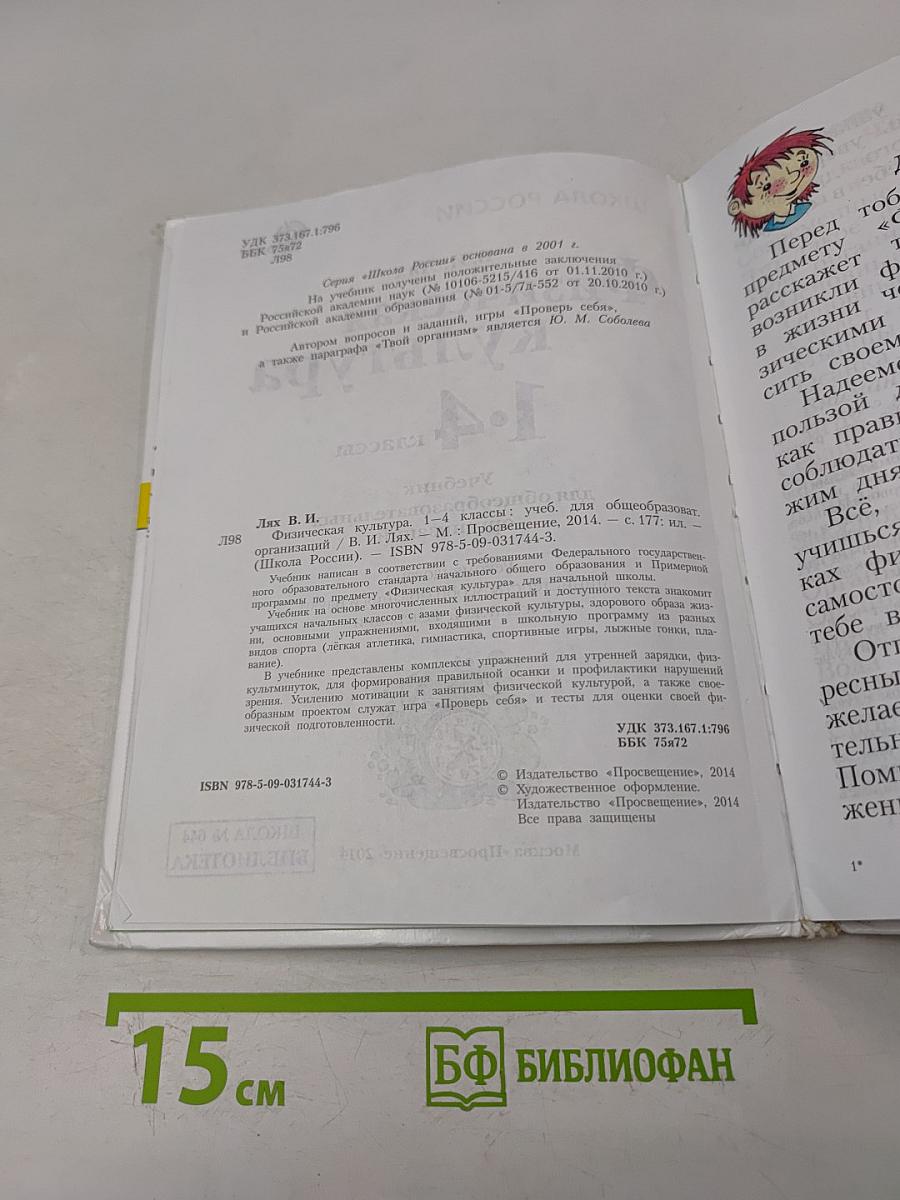 УДК 373.167.1:796
ББК 75я72
Л98
Серия «Школа России» основана в 2001 г.
На учебник получены положительные заключения
Российской академии наук (№ 10106-5215/416 от 01.11.2010 г.)
и Российской академии образования (№ 01-5/7д-552 от 20.10.2010 г.)
Автором вопросов и заданий, игры «Проверь себя»,
а также параграфа «Твой организм» является Ю. М. Соболева
Лях В. И.
Л98 Физическая культура. 1—4 классы : учеб. для общеобразоват.
организаций / В. И. Лях. — М. : Просвещение, 2014. — с. 177: ил. —
(Школа России). — ISBN 978-5-09-031744-3.
Учебник написан в соответствии с требованиями Федерального государствен-
ного образовательного стандарта начального общего образования и Примерной
программы по предмету «Физическая культура» для начальной школы.
Учебник на основе многочисленных иллюстраций и доступного текста знакомит
учащихся начальных классов с азами физической культуры, здорового образа жиз-
ни, основными упражнениями, входящими в школьную программу из разных
видов спорта (лёгкая атлетика, гимнастика, спортивные игры, лыжные гонки, пла-
вание).
В учебнике представлены комплексы упражнений для утренней зарядки, физ-
культминуток, для формирования правильной осанки и профилактики нарушений
зрения. Усилению мотивации к занятиям физической культурой, а также свое-
образным проектом служат игра «Проверь себя» и тесты для оценки своей фи-
зической подготовленности.
УДК 373.167.1:796
ББК 75я72
ISBN 978-5-09-031744-3
© Издательство «Просвещение», 2014
© Художественное оформление.
Издательство «Просвещение», 2014
Все права защищены
Перед тоб
предмету «
расскажет
возникли ф
в жизни че
зическими
сить своем
Надееме
пользой д
как прави
соблюдат
жим дня
Всё,
учишься
ках физ
самосто
тебе в
От
ресны
желае
тельн
Пом
жени
1*
15 см
БФ БИБЛИОФАН